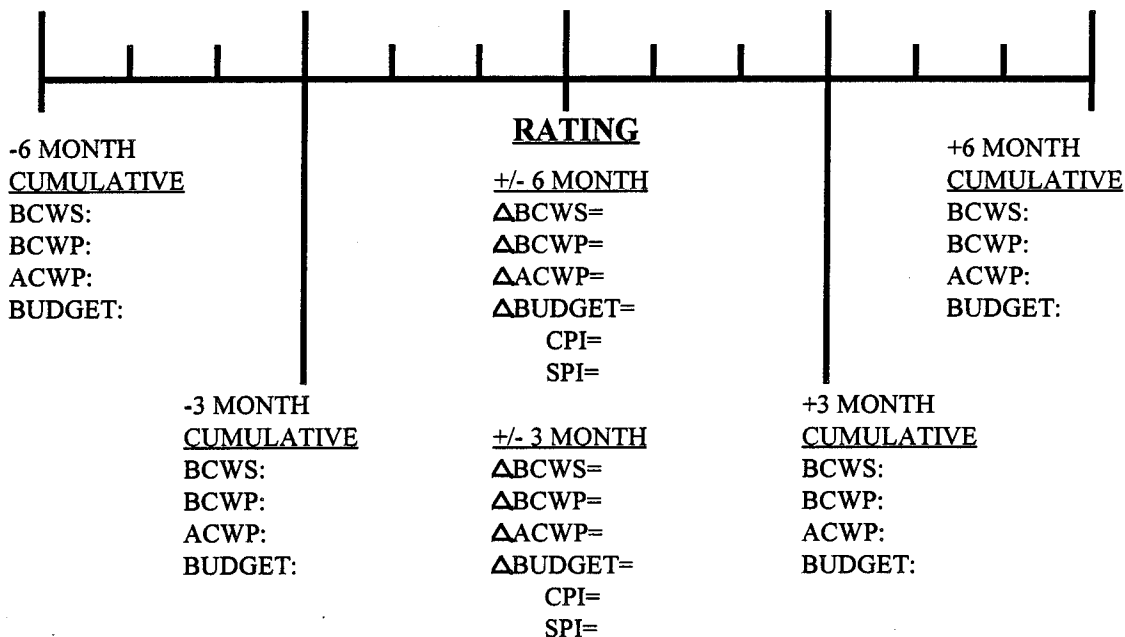 RATING
-6 MONTH
CUMULATIVE
BCWS:
BCWP:
ACWP:
BUDGET:
+/- 6 MONTH
ΔBCWS=
ΔBCWP=
ΔACWP=
ΔBUDGET=
CPI=
SPI=
+6 MONTH
CUMULATIVE
BCWS:
BCWP:
ACWP:
BUDGET:
-3 MONTH
CUMULATIVE
BCWS:
BCWP:
ACWP:
BUDGET:
+/- 3 MONTH
ΔBCWS=
ΔBCWP=
ΔACWP=
ΔBUDGET=
CPI=
SPI=
+3 MONTH
CUMULATIVE
BCWS:
BCWP:
ACWP:
BUDGET: